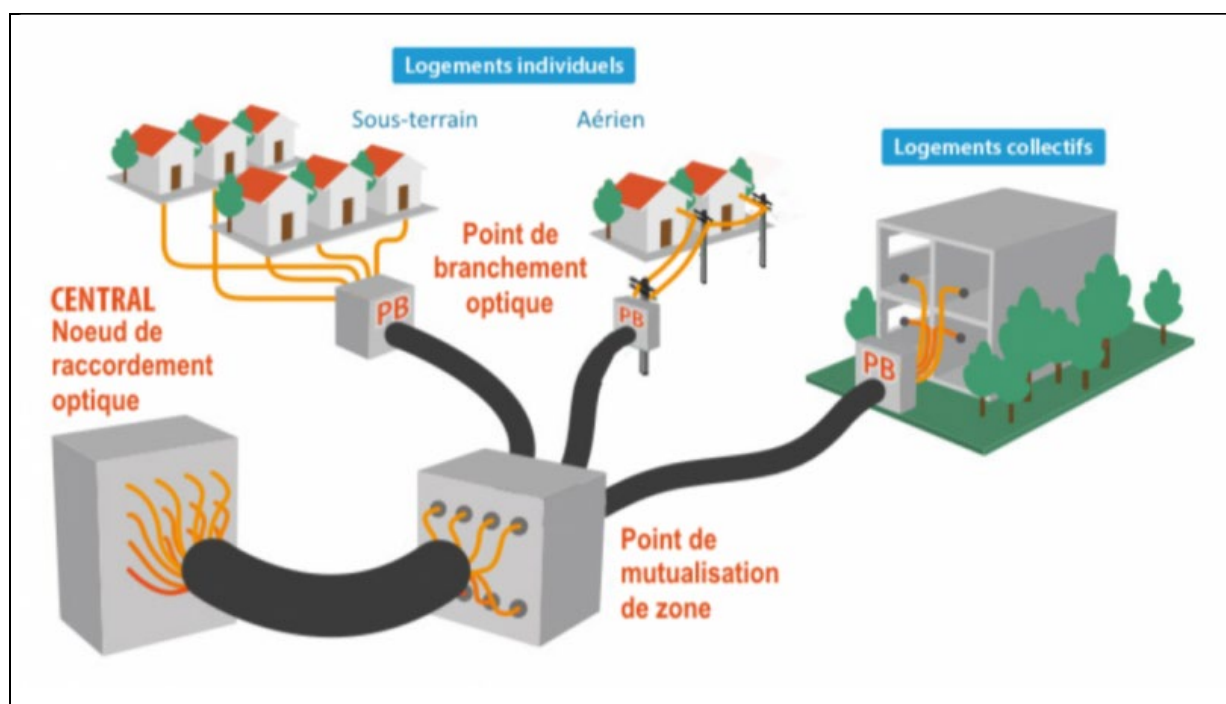 Logements individuels
Sous-terrain
Aérien
Logements collectifs
Point de
branchement
optique
CENTRAL
Noeud de
raccordement
optique
PB
PB
PB
Point de
mutualisation
de zone